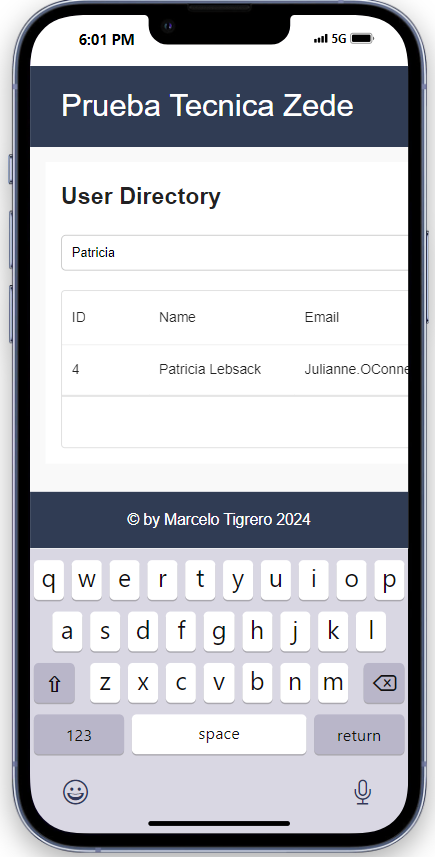 6:01 PM 5G
Prueba Tecnica Zede
User Directory
Patricia
ID Name Email
4 Patricia Lebsack Julianne.OConne
© by Marcelo Tigrero 2024
q w e r t y u i o p
a s d f g h j k l
z x c v b n m
123 space return